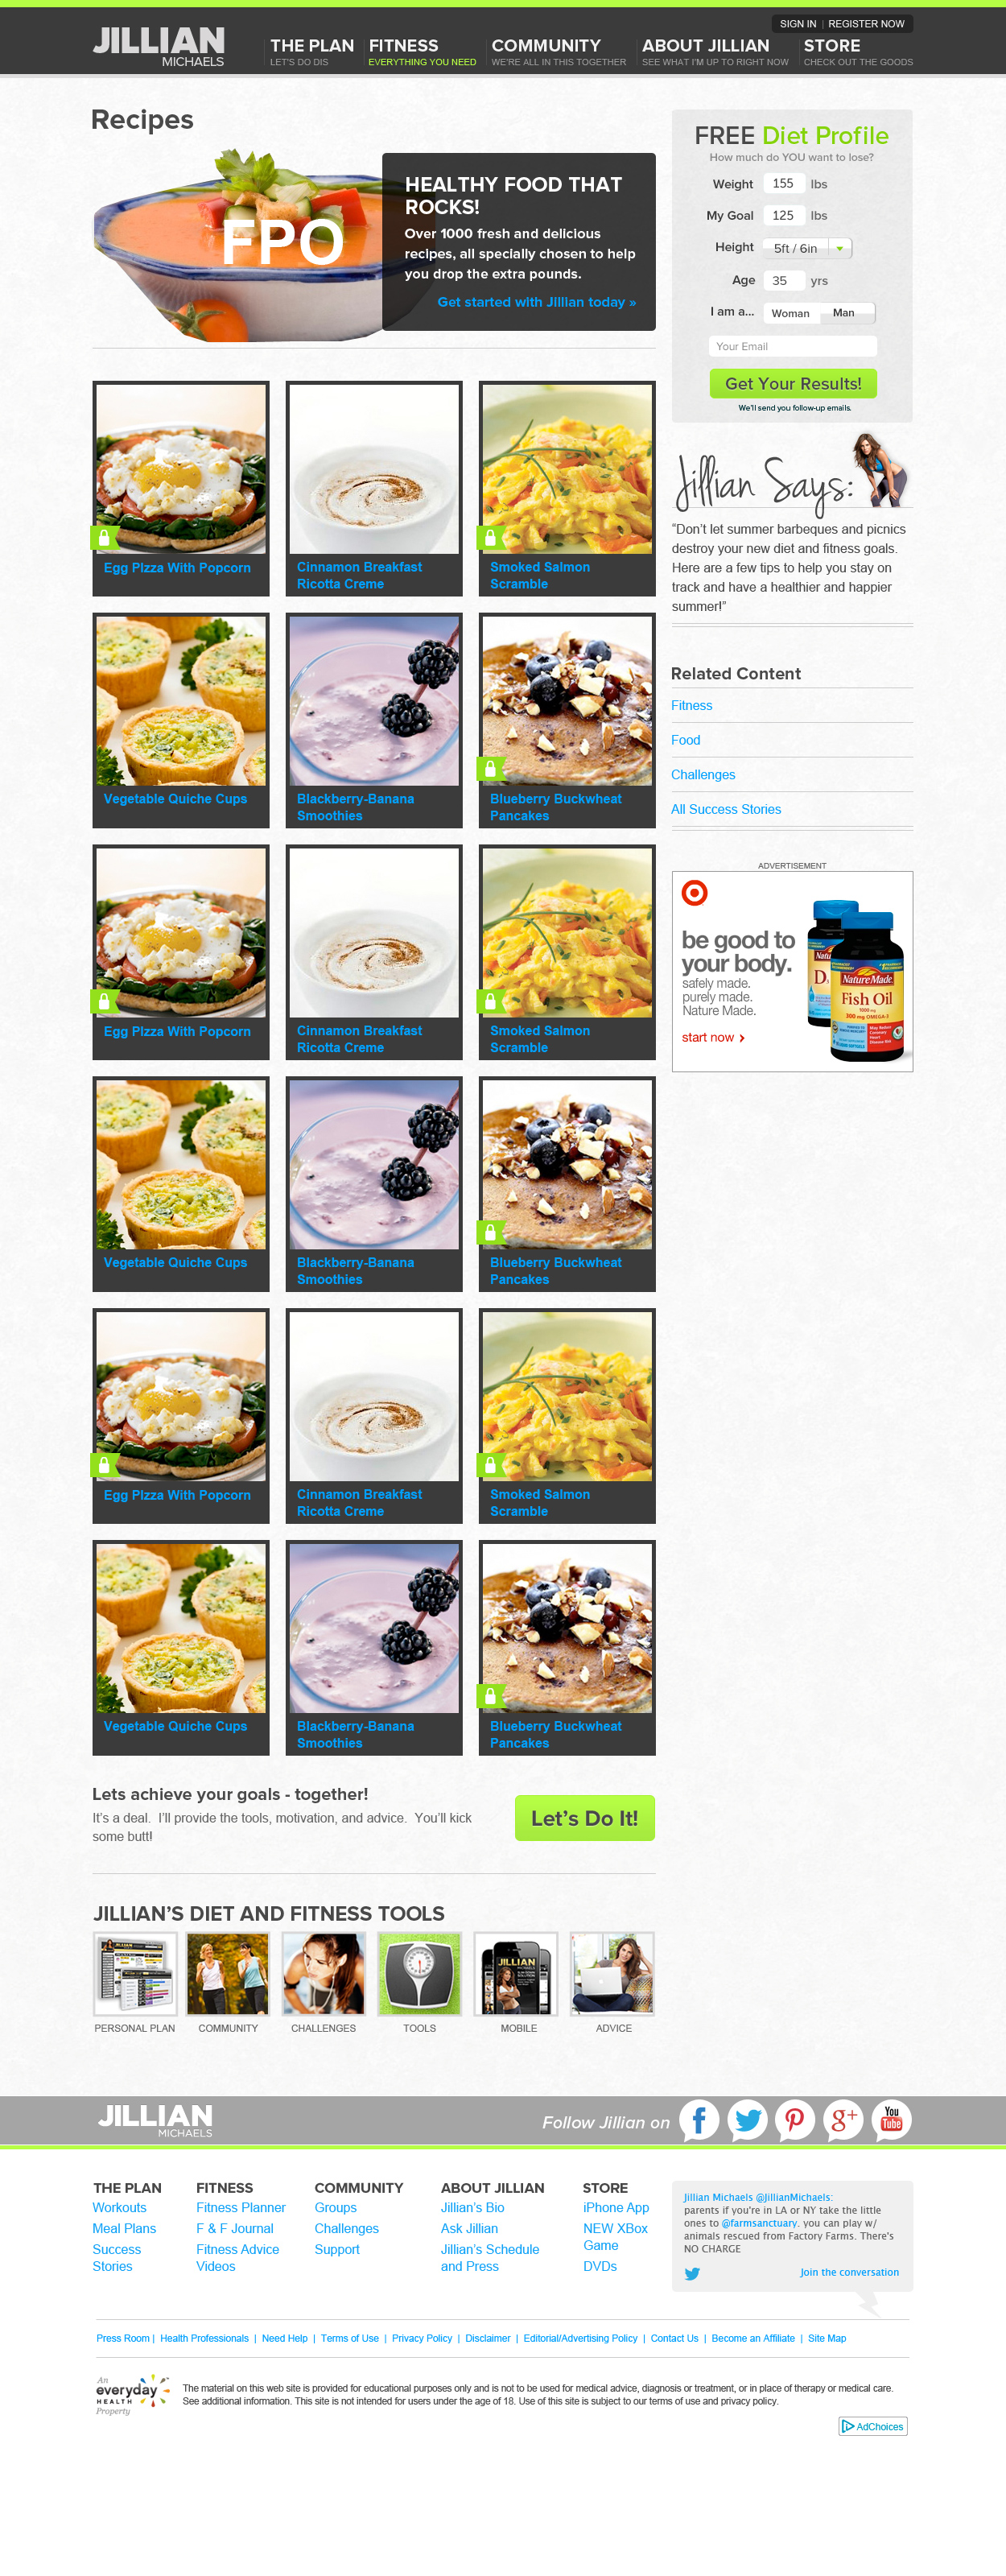 SIGN IN | REGISTER NOW
JILLIAN
MICHAELS
THE PLAN
LET'S DO DIS
FITNESS
EVERYTHING YOU NEED
COMMUNITY
WE'RE ALL IN THIS TOGETHER
ABOUT JILLIAN
SEE WHAT I'M UP TO RIGHT NOW
STORE
CHECK OUT THE GOODS
Recipes
FPO
HEALTHY FOOD THAT
ROCKS!
Over 1000 fresh and delicious
recipes, all specially chosen to help
you drop the extra pounds.
Get started with Jillian today »
FREE Diet Profile
How much do YOU want to lose?
Weight 155 lbs
My Goal 125 lbs
Height 5ft / 6in
Age 35 yrs
I am a... Woman Man
Your Email
Get Your Results!
We'll send you follow-up emails.
Egg Pizza With Popcorn
Cinnamon Breakfast
Ricotta Creme
Smoked Salmon
Scramble
Vegetable Quiche Cups
Blackberry-Banana
Smoothies
Blueberry Buckwheat
Pancakes
Egg Pizza With Popcorn
Cinnamon Breakfast
Ricotta Creme
Smoked Salmon
Scramble
Vegetable Quiche Cups
Blackberry-Banana
Smoothies
Blueberry Buckwheat
Pancakes
Egg Pizza With Popcorn
Cinnamon Breakfast
Ricotta Creme
Smoked Salmon
Scramble
Vegetable Quiche Cups
Blackberry-Banana
Smoothies
Blueberry Buckwheat
Pancakes
Jillian Says:
“Don’t let summer barbeques and picnics
destroy your new diet and fitness goals.
Here are a few tips to help you stay on
track and have a healthier and happier
summer!”
Related Content
Fitness
Food
Challenges
All Success Stories
ADVERTISEMENT
be good to
your body.
safely made.
purely made.
Nature Made.
start now ›
Nature Made
Fish Oil
1000 mg
300 mg OMEGA-3
May Reduce
Coronary
Heart
Disease Risk
Lets achieve your goals - together!
It’s a deal. I’ll provide the tools, motivation, and advice. You’ll kick
some butt!
Let’s Do It!
JILLIAN’S DIET AND FITNESS TOOLS
JILLIAN
PERSONAL PLAN
COMMUNITY
CHALLENGES
TOOLS
MOBILE
ADVICE
JILLIAN
MICHAELS
Follow Jillian on
f
g+
You
Tube
THE PLAN
Workouts
Meal Plans
Success
Stories
FITNESS
Fitness Planner
F & F Journal
Fitness Advice
Videos
COMMUNITY
Groups
Challenges
Support
ABOUT JILLIAN
Jillian’s Bio
Ask Jillian
Jillian’s Schedule
and Press
STORE
iPhone App
NEW XBox
Game
DVDs
Jillian Michaels @JillianMichaels:
parents if you're in LA or NY take the little
ones to @farmsanctuary. you can play w/
animals rescued from Factory Farms. There's
NO CHARGE
Join the conversation
Press Room | Health Professionals | Need Help | Terms of Use | Privacy Policy | Disclaimer | Editorial/Advertising Policy | Contact Us | Become an Affiliate | Site Map
An
everyday
HEALTH
Property
The material on this web site is provided for educational purposes only and is not to be used for medical advice, diagnosis or treatment, or in place of therapy or medical care.
See additional information. This site is not intended for users under the age of 18. Use of this site is subject to our terms of use and privacy policy.
AdChoices